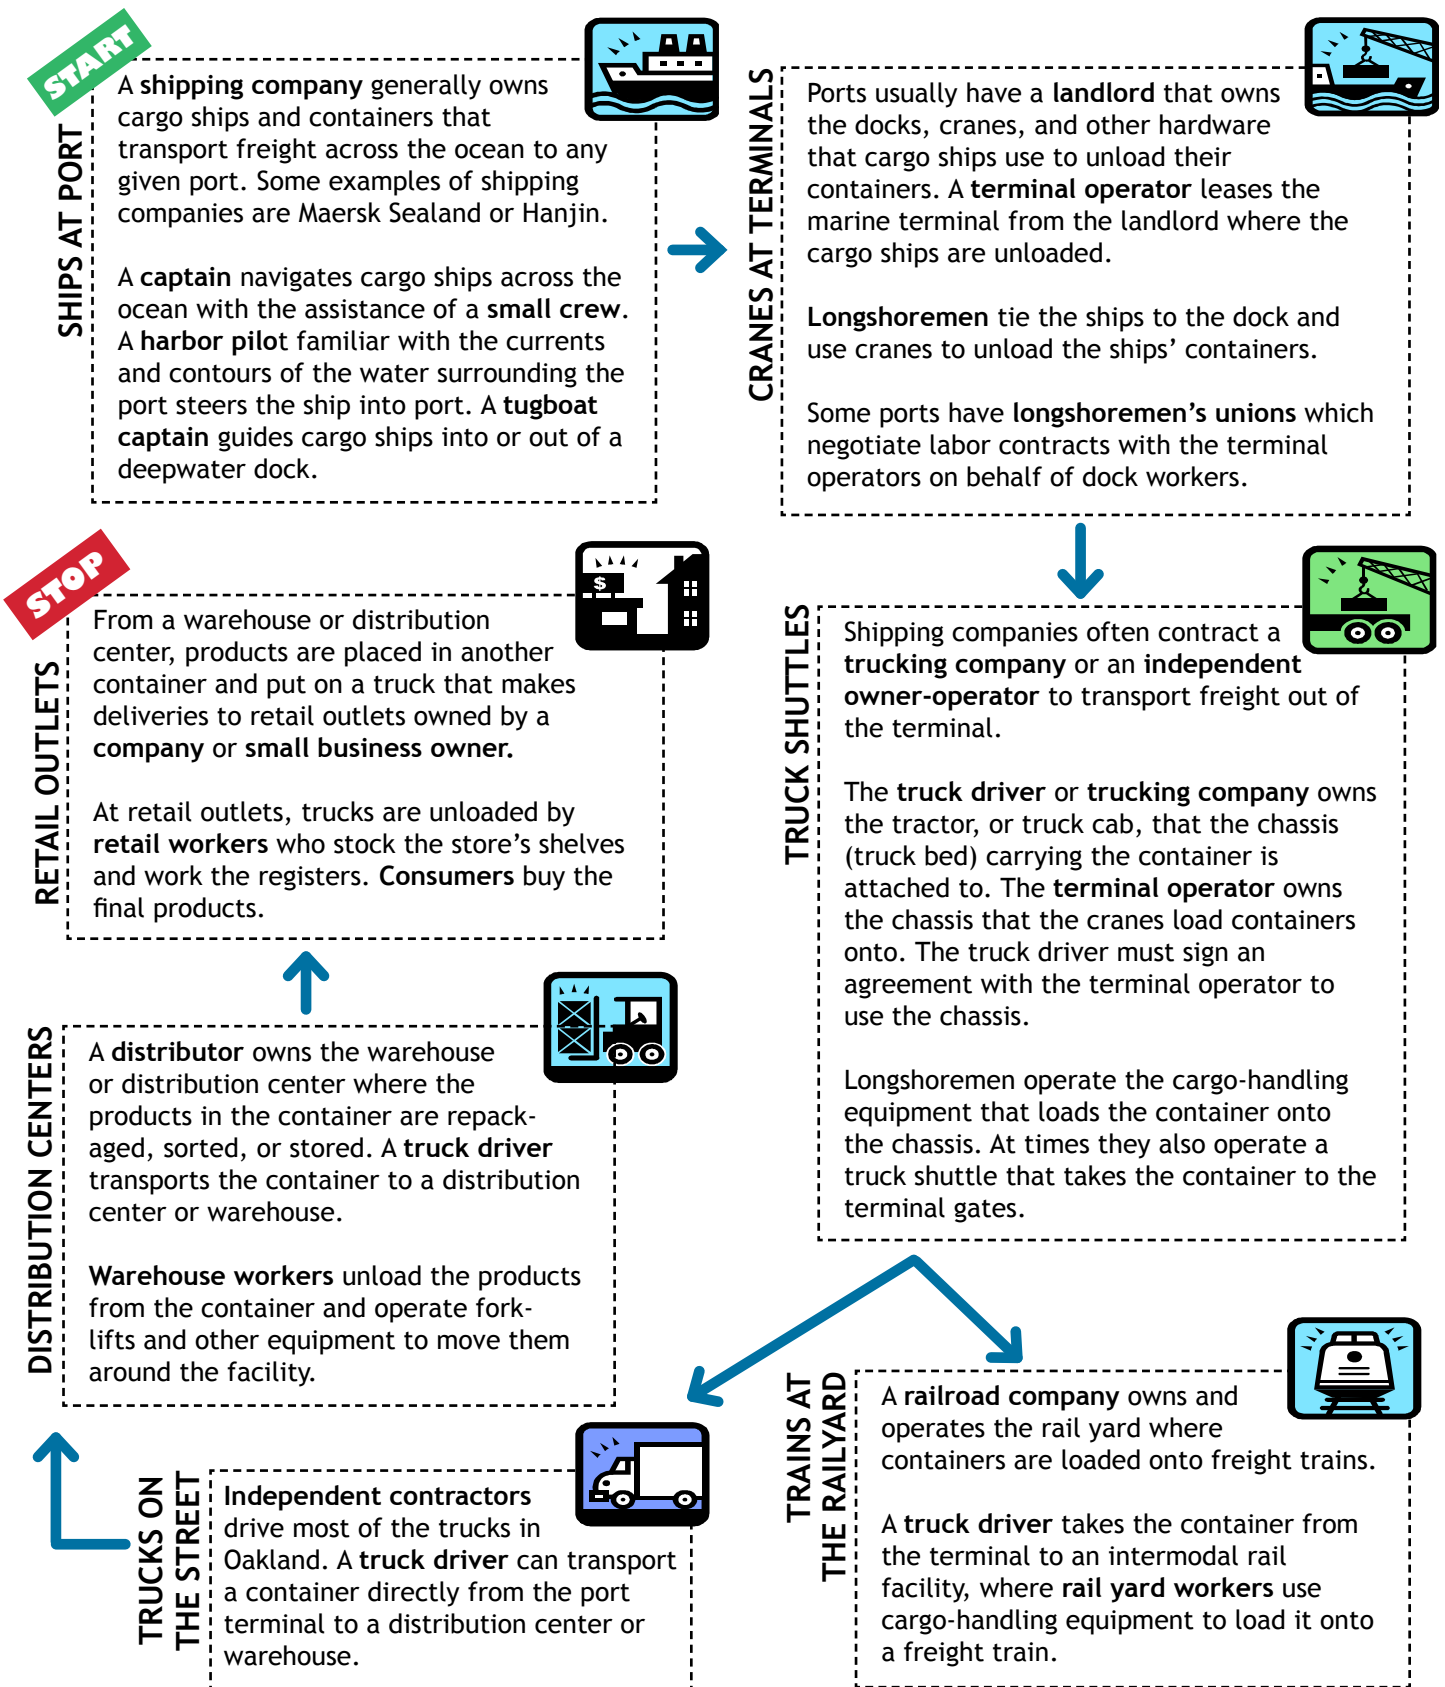 START
SHIPS AT PORT
A shipping company generally owns
cargo ships and containers that
transport freight across the ocean to any
given port. Some examples of shipping
companies are Maersk Sealand or Hanjin.
A captain navigates cargo ships across the
ocean with the assistance of a small crew.
A harbor pilot familiar with the currents
and contours of the water surrounding the
port steers the ship into port. A tugboat
captain guides cargo ships into or out of a
deepwater dock.
CRANES AT TERMINALS
Ports usually have a landlord that owns
the docks, cranes, and other hardware
that cargo ships use to unload their
containers. A terminal operator leases the
marine terminal from the landlord where the
cargo ships are unloaded.
Longshoremen tie the ships to the dock and
use cranes to unload the ships’ containers.
Some ports have longshoremen’s unions which
negotiate labor contracts with the terminal
operators on behalf of dock workers.
TRUCK SHUTTLES
Shipping companies often contract a
trucking company or an independent
owner-operator to transport freight out of
the terminal.
The truck driver or trucking company owns
the tractor, or truck cab, that the chassis
(truck bed) carrying the container is
attached to. The terminal operator owns
the chassis that the cranes load containers
onto. The truck driver must sign an
agreement with the terminal operator to
use the chassis.
Longshoremen operate the cargo-handling
equipment that loads the container onto
the chassis. At times they also operate a
truck shuttle that takes the container to the
terminal gates.
TRAINS AT
THE RAILYARD
A railroad company owns and
operates the rail yard where
containers are loaded onto freight trains.
A truck driver takes the container from
the terminal to an intermodal rail
facility, where rail yard workers use
cargo-handling equipment to load it onto
a freight train.
TRUCKS ON
THE STREET
Independent contractors
drive most of the trucks in
Oakland. A truck driver can transport
a container directly from the port
terminal to a distribution center or
warehouse.
DISTRIBUTION CENTERS
A distributor owns the warehouse
or distribution center where the
products in the container are repack-
aged, sorted, or stored. A truck driver
transports the container to a distribution
center or warehouse.
Warehouse workers unload the products
from the container and operate fork-
lifts and other equipment to move them
around the facility.
STOP
RETAIL OUTLETS
$
From a warehouse or distribution
center, products are placed in another
container and put on a truck that makes
deliveries to retail outlets owned by a
company or small business owner.
At retail outlets, trucks are unloaded by
retail workers who stock the store’s shelves
and work the registers. Consumers buy the
final products.